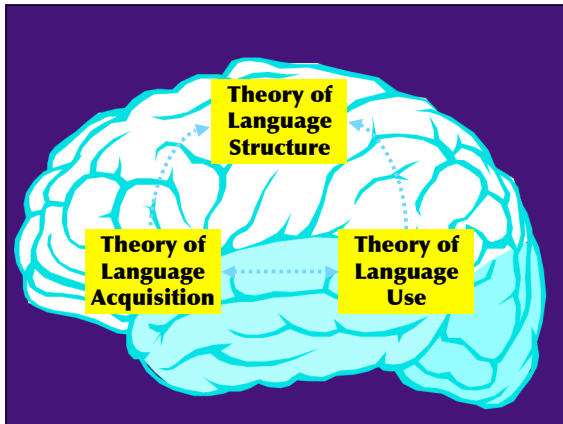 Theory of
Language
Structure
Theory of
Language
Acquisition
Theory of
Language
Use